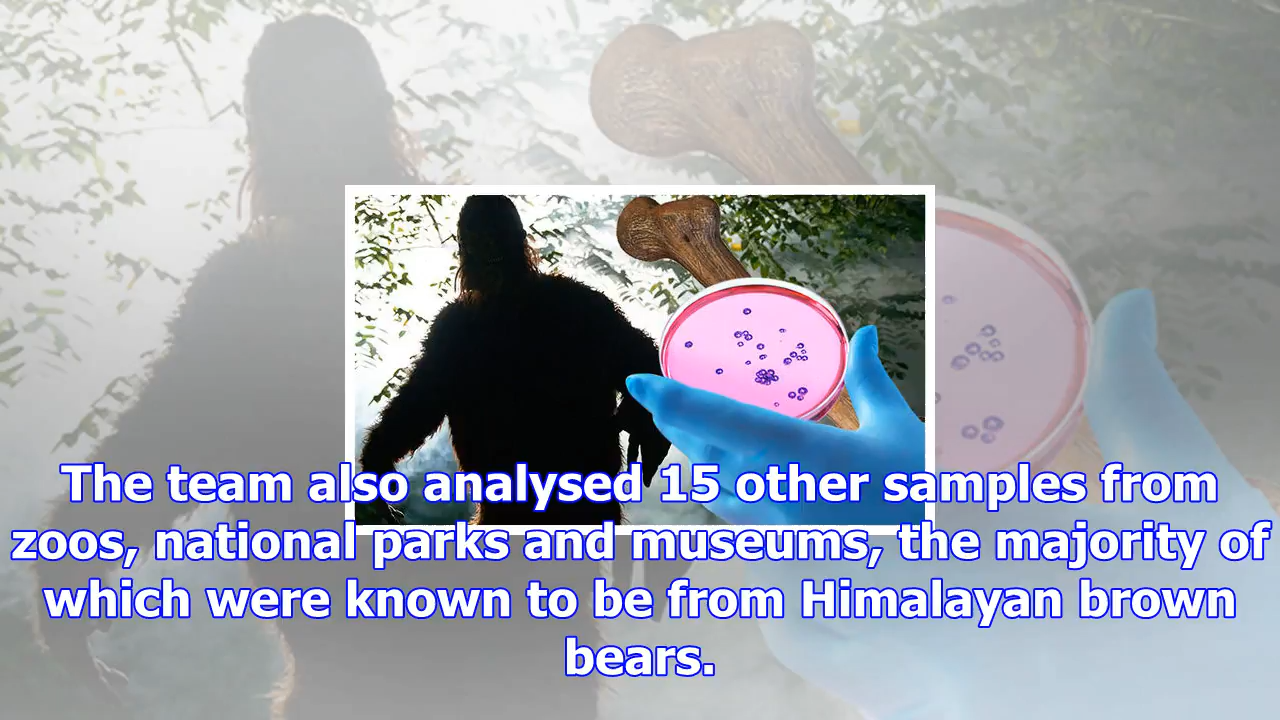 The team also analysed 15 other samples from
zoos, national parks and museums, the majority of
which were known to be from Himalayan brown
bears.